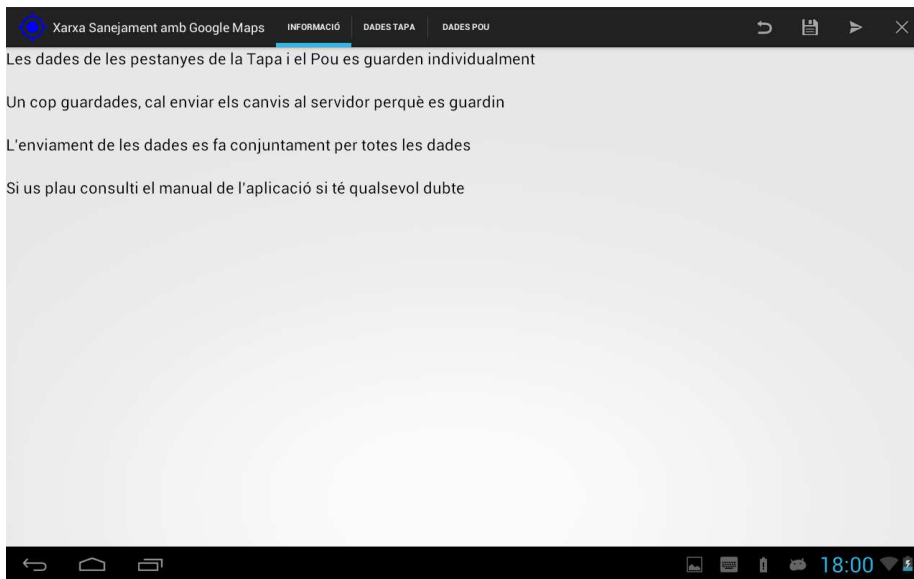 Xarxa Sanejament amb Google Maps INFORMACIÓ DADES TAPA DADES POU
Les dades de les pestanyes de la Tapa i el Pou es guarden individualment
Un cop guardades, cal enviar els canvis al servidor perquè es guardin
L'enviament de les dades es fa conjuntament per totes les dades
Si us plau consulti el manual de l'aplicació si té qualsevol dubte
18:00